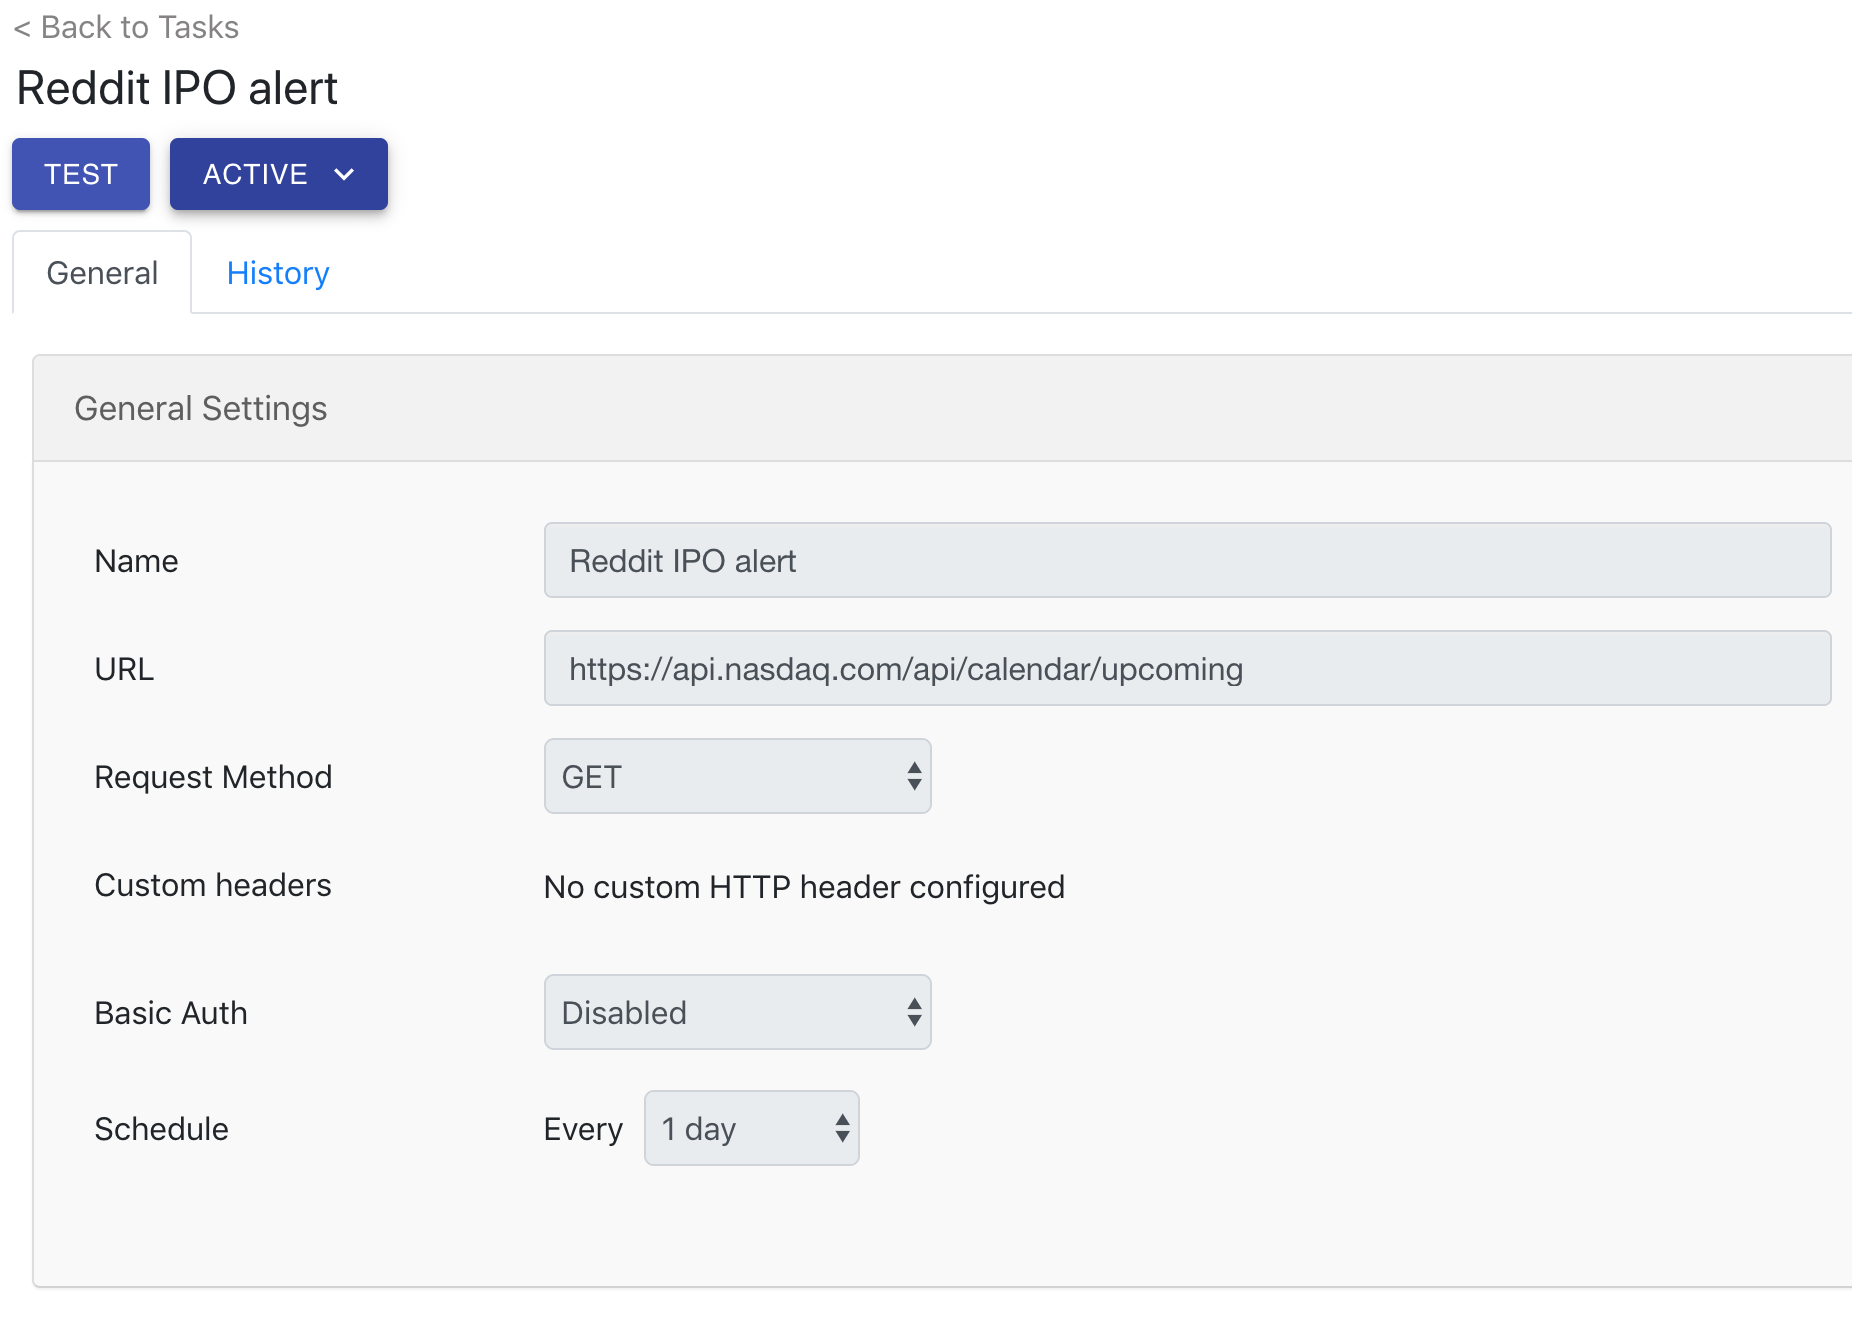 < Back to Tasks
Reddit IPO alert
TEST ACTIVE
General History
General Settings
Name Reddit IPO alert
URL https://api.nasdaq.com/api/calendar/upcoming
Request Method GET
Custom headers No custom HTTP header configured
Basic Auth Disabled
Schedule Every 1 day